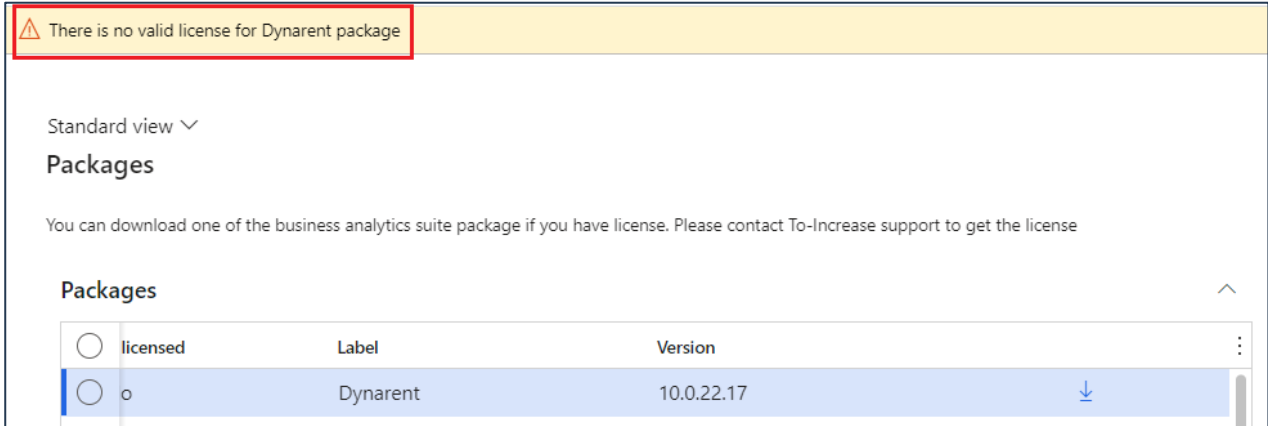 There is no valid license for Dynarent package
Standard view
Packages
You can download one of the business analytics suite package if you have license. Please contact To-Increase support to get the license
Packages
licensed Label Version
o Dynarent 10.0.22.17